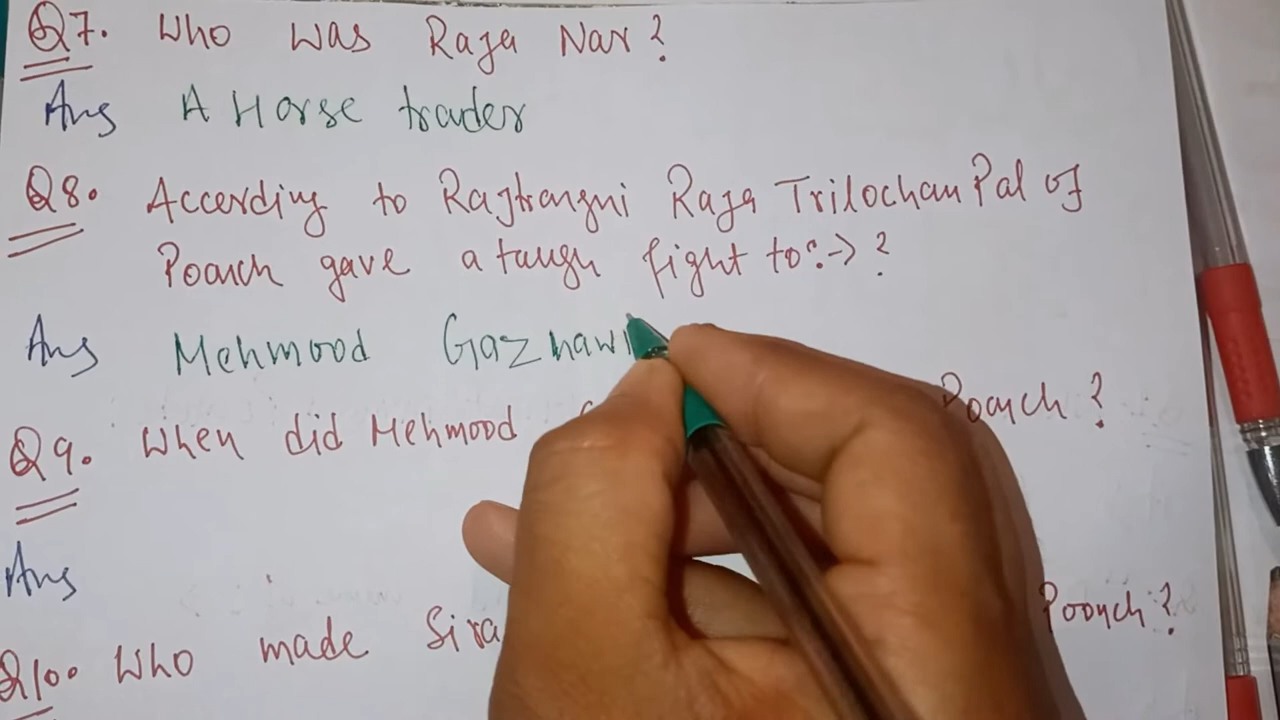 Q7. Who was Raja Nar?
Ans A Horse trader
Q8. According to Rajtrangni Raja Trilochan Pal of
Poonch gave a tough fight to:-> ?
Ans Mehmood Gaznawi
Q9. When did Mehmood Poonch?
Ans
Q10. Who made Poonch?